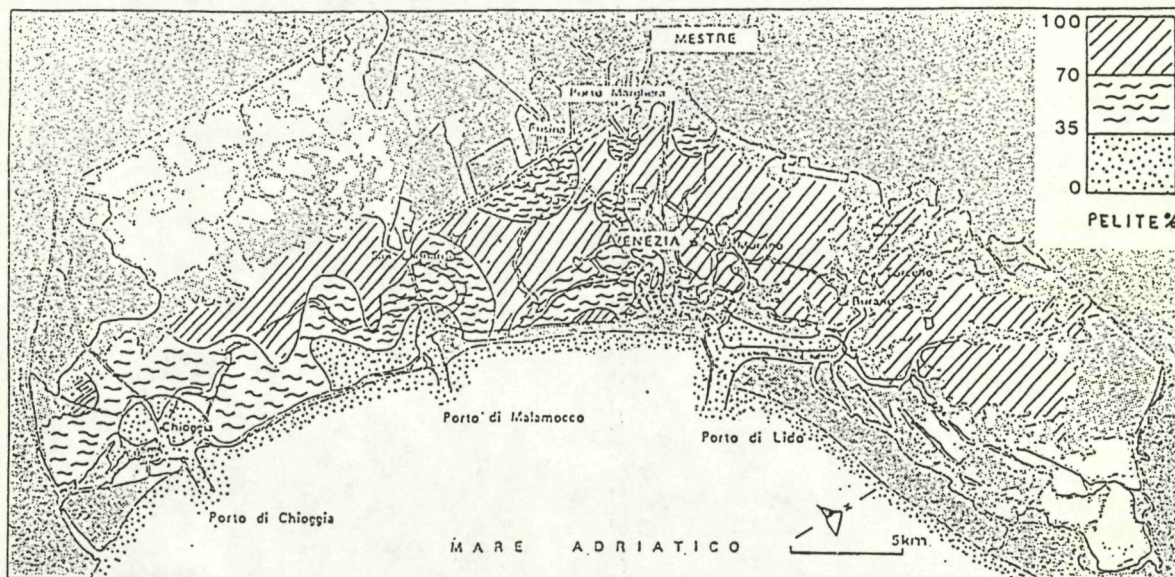 MESTRE
Porto Marghera
Fusina
VENEZIA
Murano
Torcello
Burano
San
Chioggia
Porto di Malamocco
Porto di Lido
Porto di Chioggia
MARE ADRIATICO
N
5km
100
70
35
0
PELITE %